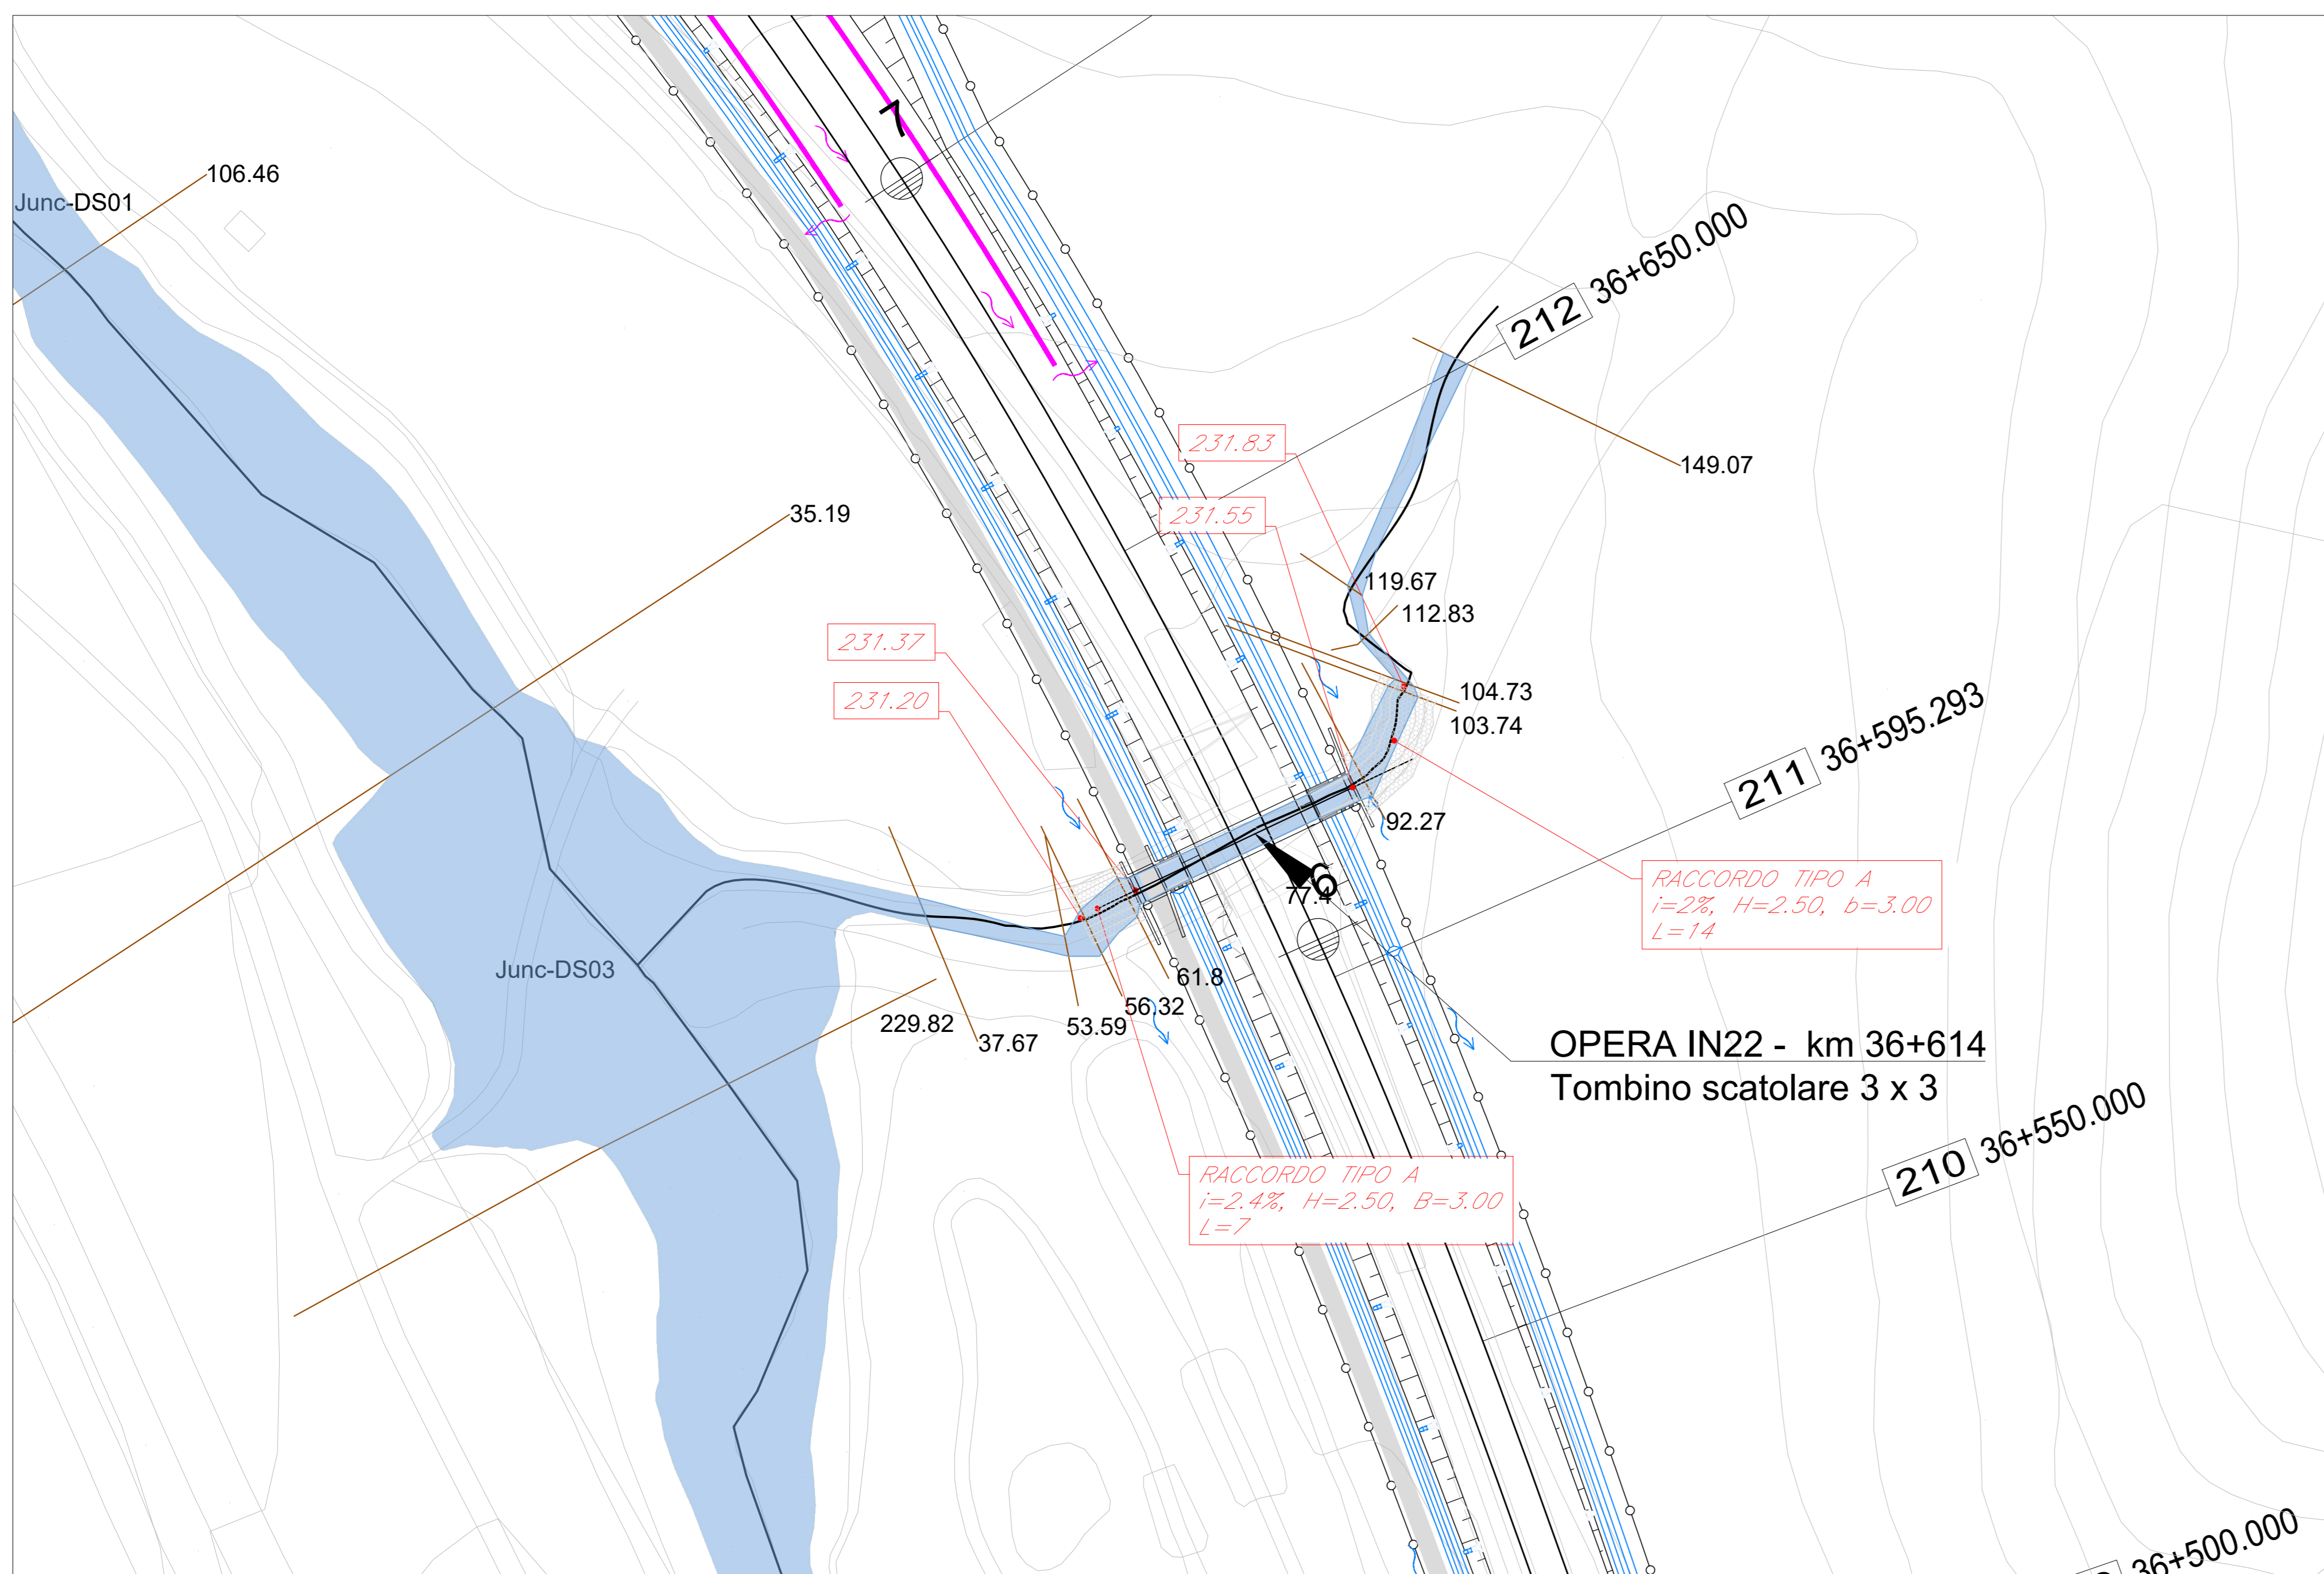 7
106.46
Junc-DS01
212 36+650.000
231.83
149.07
231.55
35.19
119.67
112.83
231.37
104.73
231.20
103.74
211 36+595.293
92.27
RACCORDO TIPO A
i=2%, H=2.50, b=3.00
L=14
6
77.4
Junc-DS03
61.8
56.32
53.59
229.82
37.67
OPERA IN22 - km 36+614
Tombino scatolare 3 x 3
210 36+550.000
RACCORDO TIPO A
i=2.4%, H=2.50, B=3.00
L=7
36+500.000